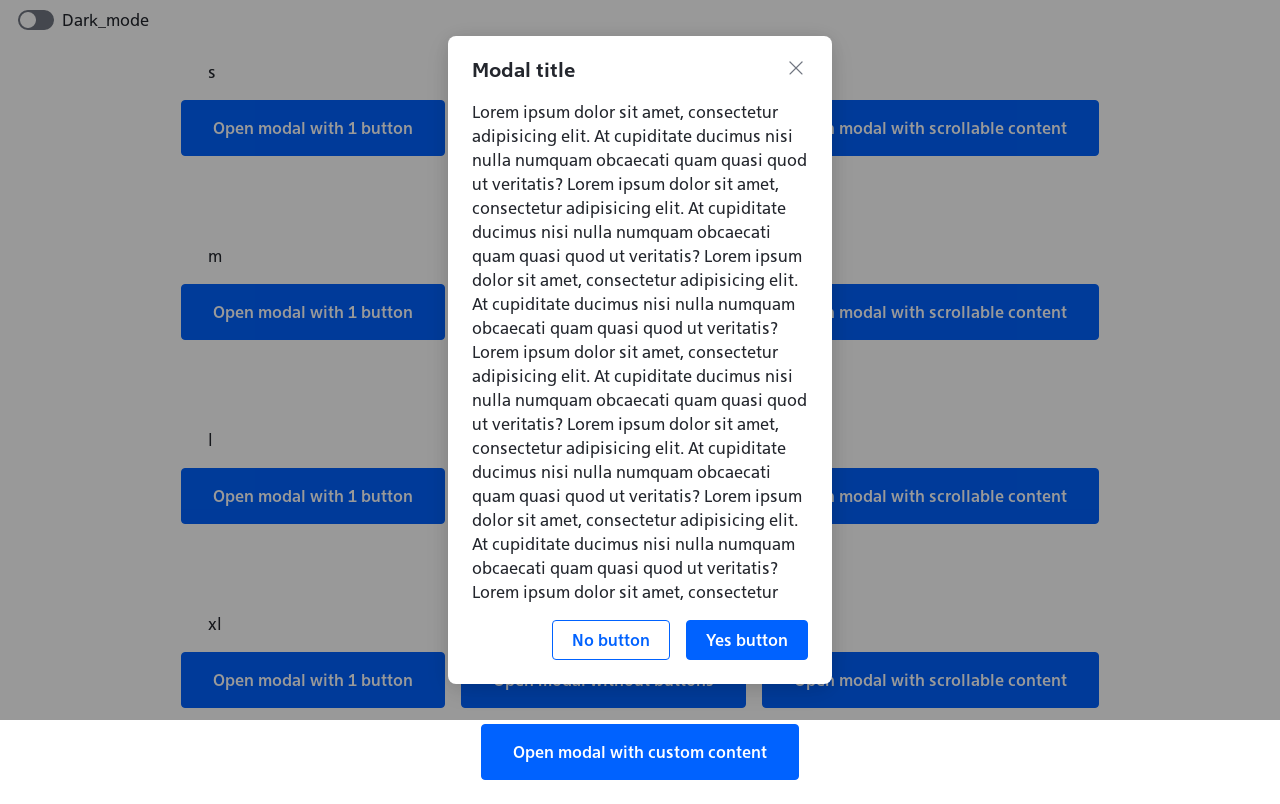 Dark_mode
Modal title
Lorem ipsum dolor sit amet, consectetur
adipisicing elit. At cupiditate ducimus nisi
nulla numquam obcaecati quam quasi quod
ut veritatis? Lorem ipsum dolor sit amet,
consectetur adipisicing elit. At cupiditate
ducimus nisi nulla numquam obcaecati
quam quasi quod ut veritatis? Lorem ipsum
dolor sit amet, consectetur adipisicing elit.
At cupiditate ducimus nisi nulla numquam
obcaecati quam quasi quod ut veritatis?
Lorem ipsum dolor sit amet, consectetur
adipisicing elit. At cupiditate ducimus nisi
nulla numquam obcaecati quam quasi quod
ut veritatis? Lorem ipsum dolor sit amet,
consectetur adipisicing elit. At cupiditate
ducimus nisi nulla numquam obcaecati
quam quasi quod ut veritatis? Lorem ipsum
dolor sit amet, consectetur adipisicing elit.
At cupiditate ducimus nisi nulla numquam
obcaecati quam quasi quod ut veritatis?
Lorem ipsum dolor sit amet, consectetur
No button
Yes button
s
Open modal with 1 button
modal with scrollable content
m
Open modal with 1 button
modal with scrollable content
l
Open modal with 1 button
modal with scrollable content
xl
Open modal with 1 button
Open modal without buttons
modal with scrollable content
Open modal with custom content